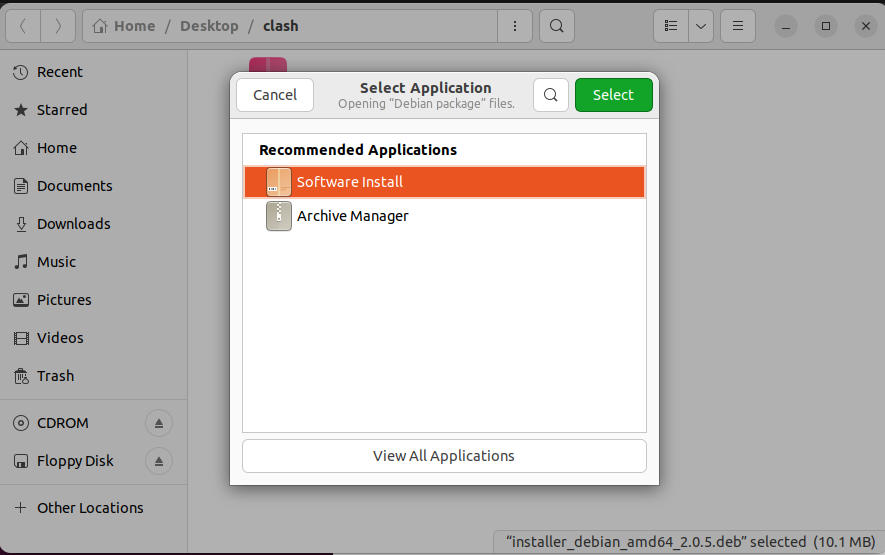 Home / Desktop / clash
Recent
Starred
Home
Documents
Downloads
Music
Pictures
Videos
Trash
CDROM
Floppy Disk
Other Locations
Cancel
Select Application
Opening “Debian package” files.
Select
Recommended Applications
Software Install
Archive Manager
View All Applications
“installer_debian_amd64_2.0.5.deb” selected (10.1 MB)